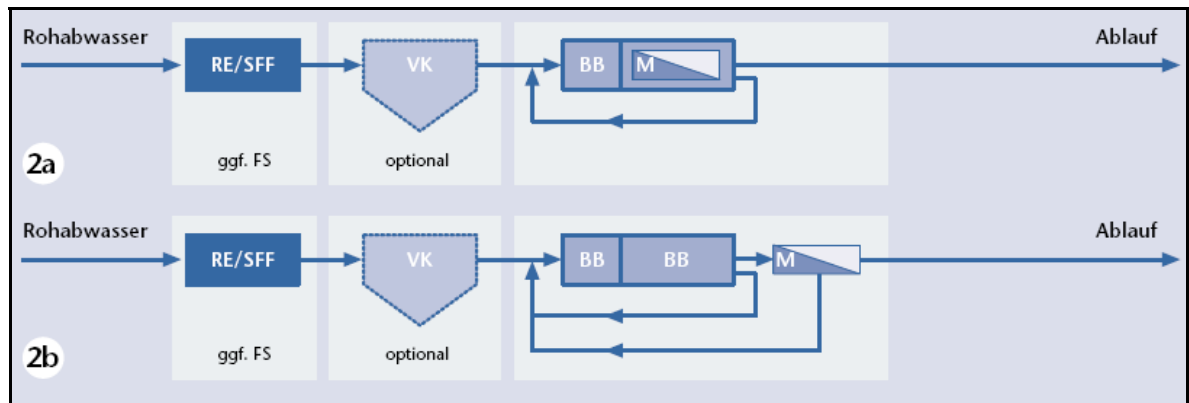 Rohabwasser
Ablauf
RE/SFF
VK
BB
M
ggf. FS
optional
2a
Rohabwasser
Ablauf
RE/SFF
VK
BB
BB
M
ggf. FS
optional
2b